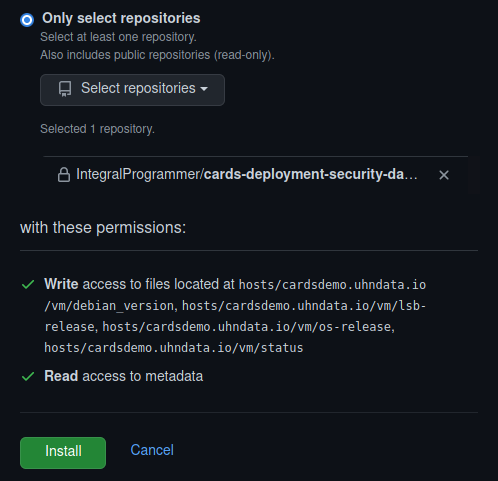 Only select repositories
Select at least one repository.
Also includes public repositories (read-only).
Select repositories
Selected 1 repository.
IntegralProgrammer/cards-deployment-security-da...
with these permissions:
Write access to files located at hosts/cardsdemo.uhndata.io
/vm/debian_version, hosts/cardsdemo.uhndata.io/vm/lsb-
release, hosts/cardsdemo.uhndata.io/vm/os-release,
hosts/cardsdemo.uhndata.io/vm/status
Read access to metadata
Install Cancel